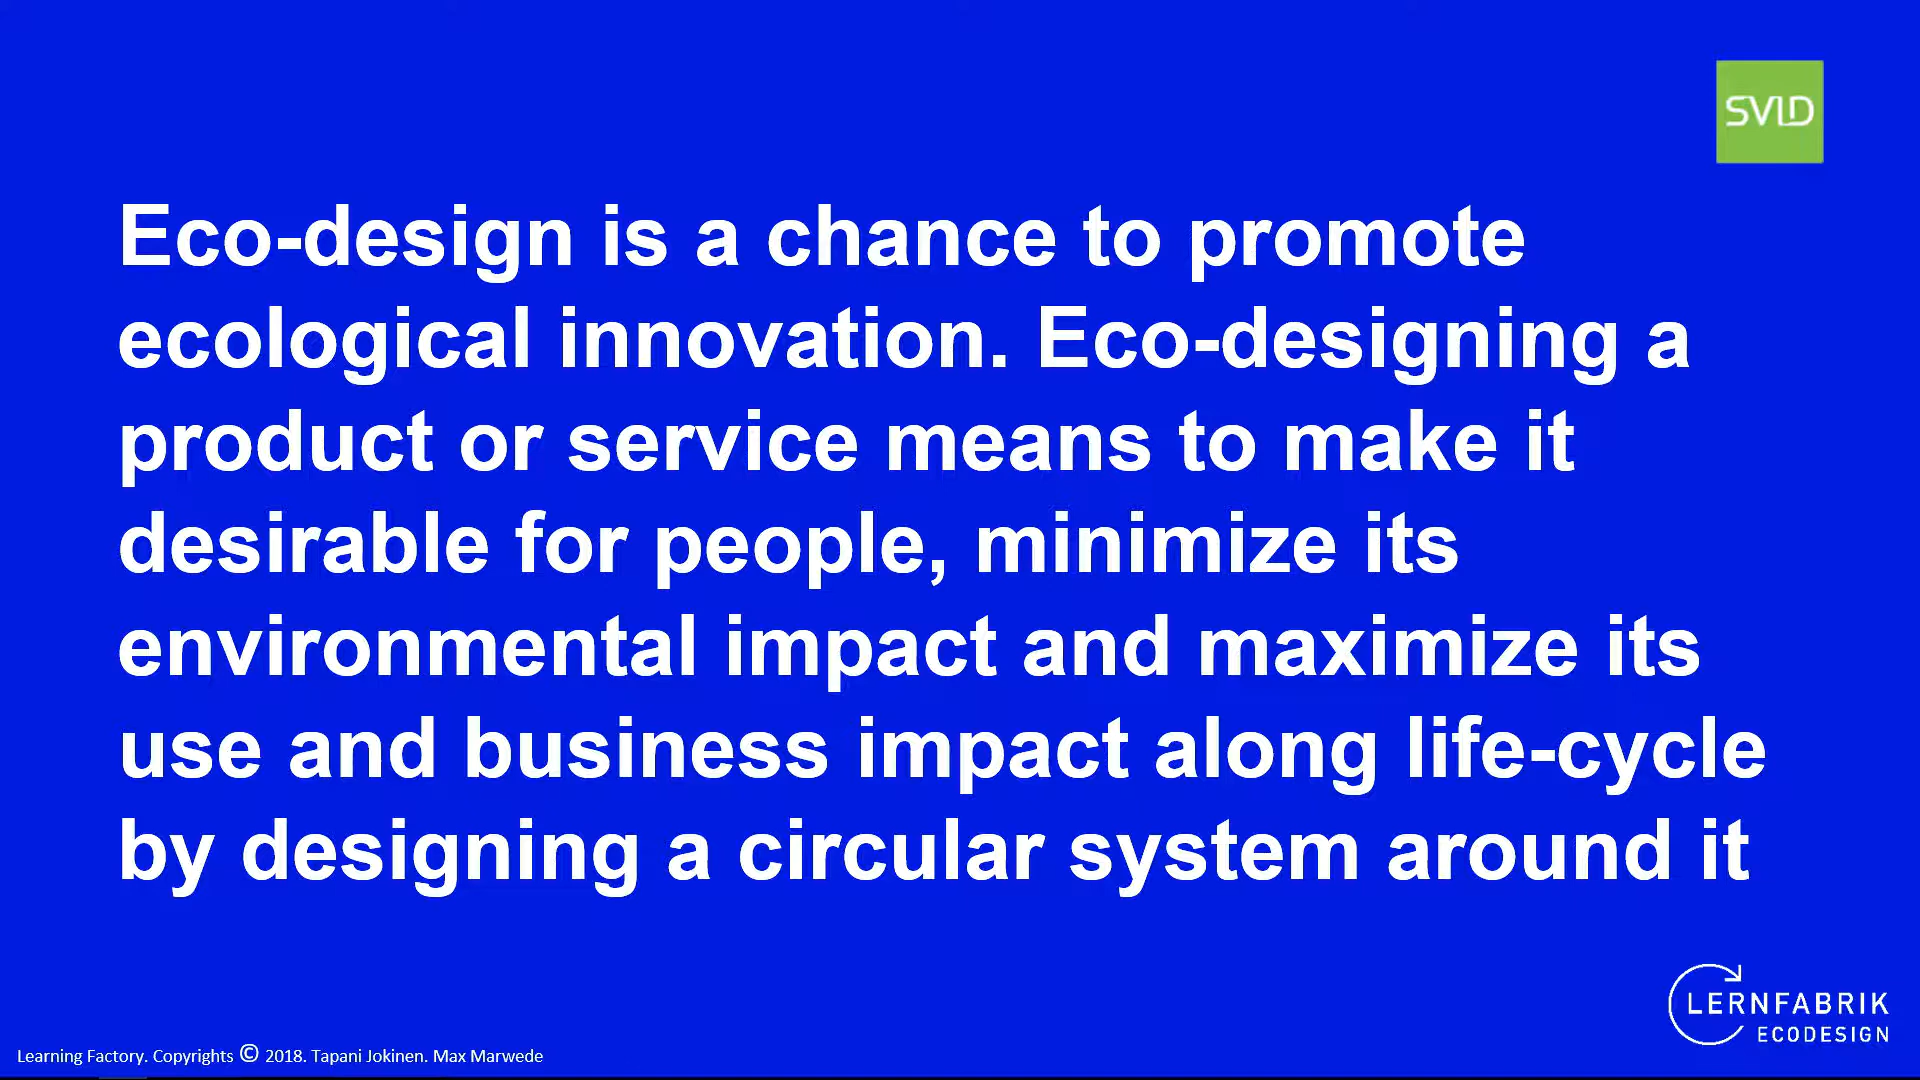 SVID
Eco-design is a chance to promote
ecological innovation. Eco-designing a
product or service means to make it
desirable for people, minimize its
environmental impact and maximize its
use and business impact along life-cycle
by designing a circular system around it
LERNFABRIK
ECODESIGN
Learning Factory. Copyrights © 2018. Tapani Jokinen. Max Marwede